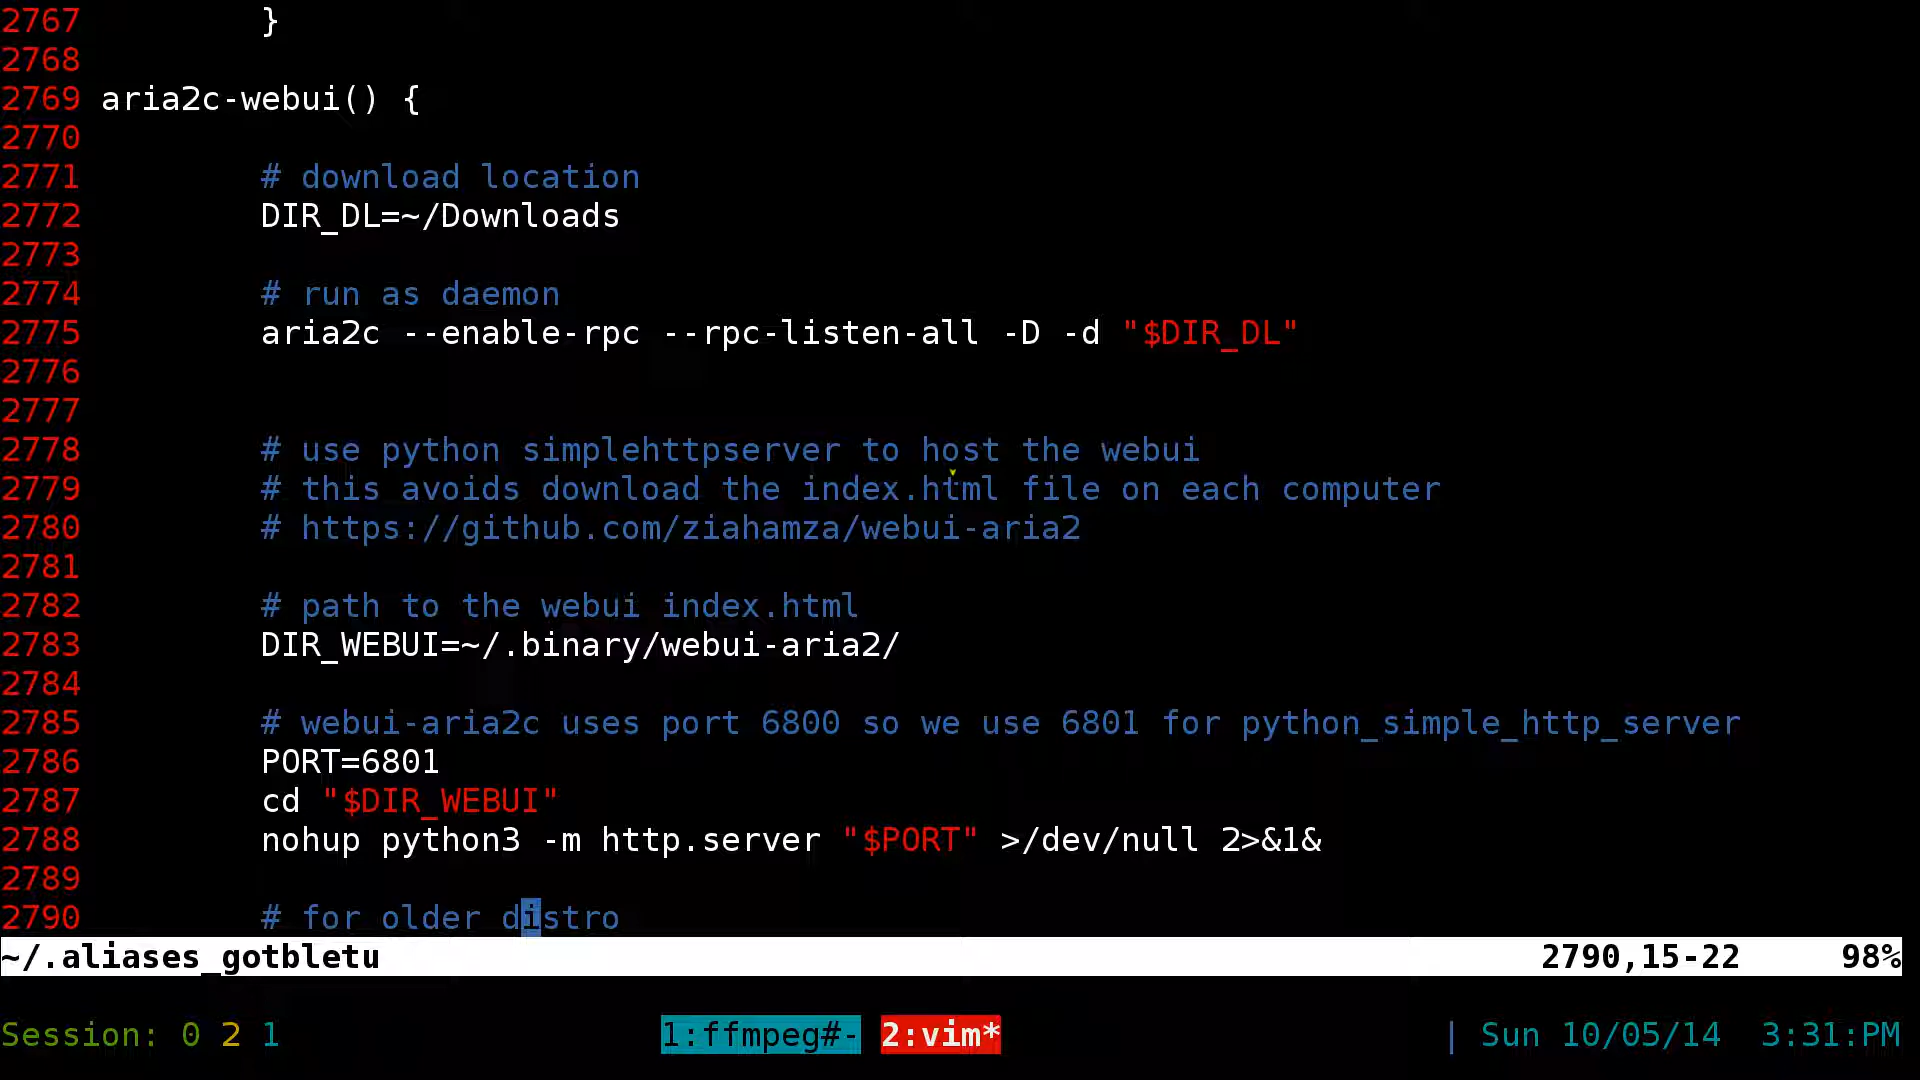 2767         }
2768
2769 aria2c-webui() {
2770
2771         # download location
2772         DIR_DL=~/Downloads
2773
2774         # run as daemon
2775         aria2c --enable-rpc --rpc-listen-all -D -d "$DIR_DL"
2776
2777
2778         # use python simplehttpserver to host the webui
2779         # this avoids download the index.html file on each computer
2780         # https://github.com/ziahamza/webui-aria2
2781
2782         # path to the webui index.html
2783         DIR_WEBUI=~/.binary/webui-aria2/
2784
2785         # webui-aria2c uses port 6800 so we use 6801 for python_simple_http_server
2786         PORT=6801
2787         cd "$DIR_WEBUI"
2788         nohup python3 -m http.server "$PORT" >/dev/null 2>&1&
2789
2790         # for older distro
~/.aliases_gotbletu 2790,15-22 98%
Session: 0 2 1 1:ffmpeg#- 2:vim* | Sun 10/05/14 3:31:PM